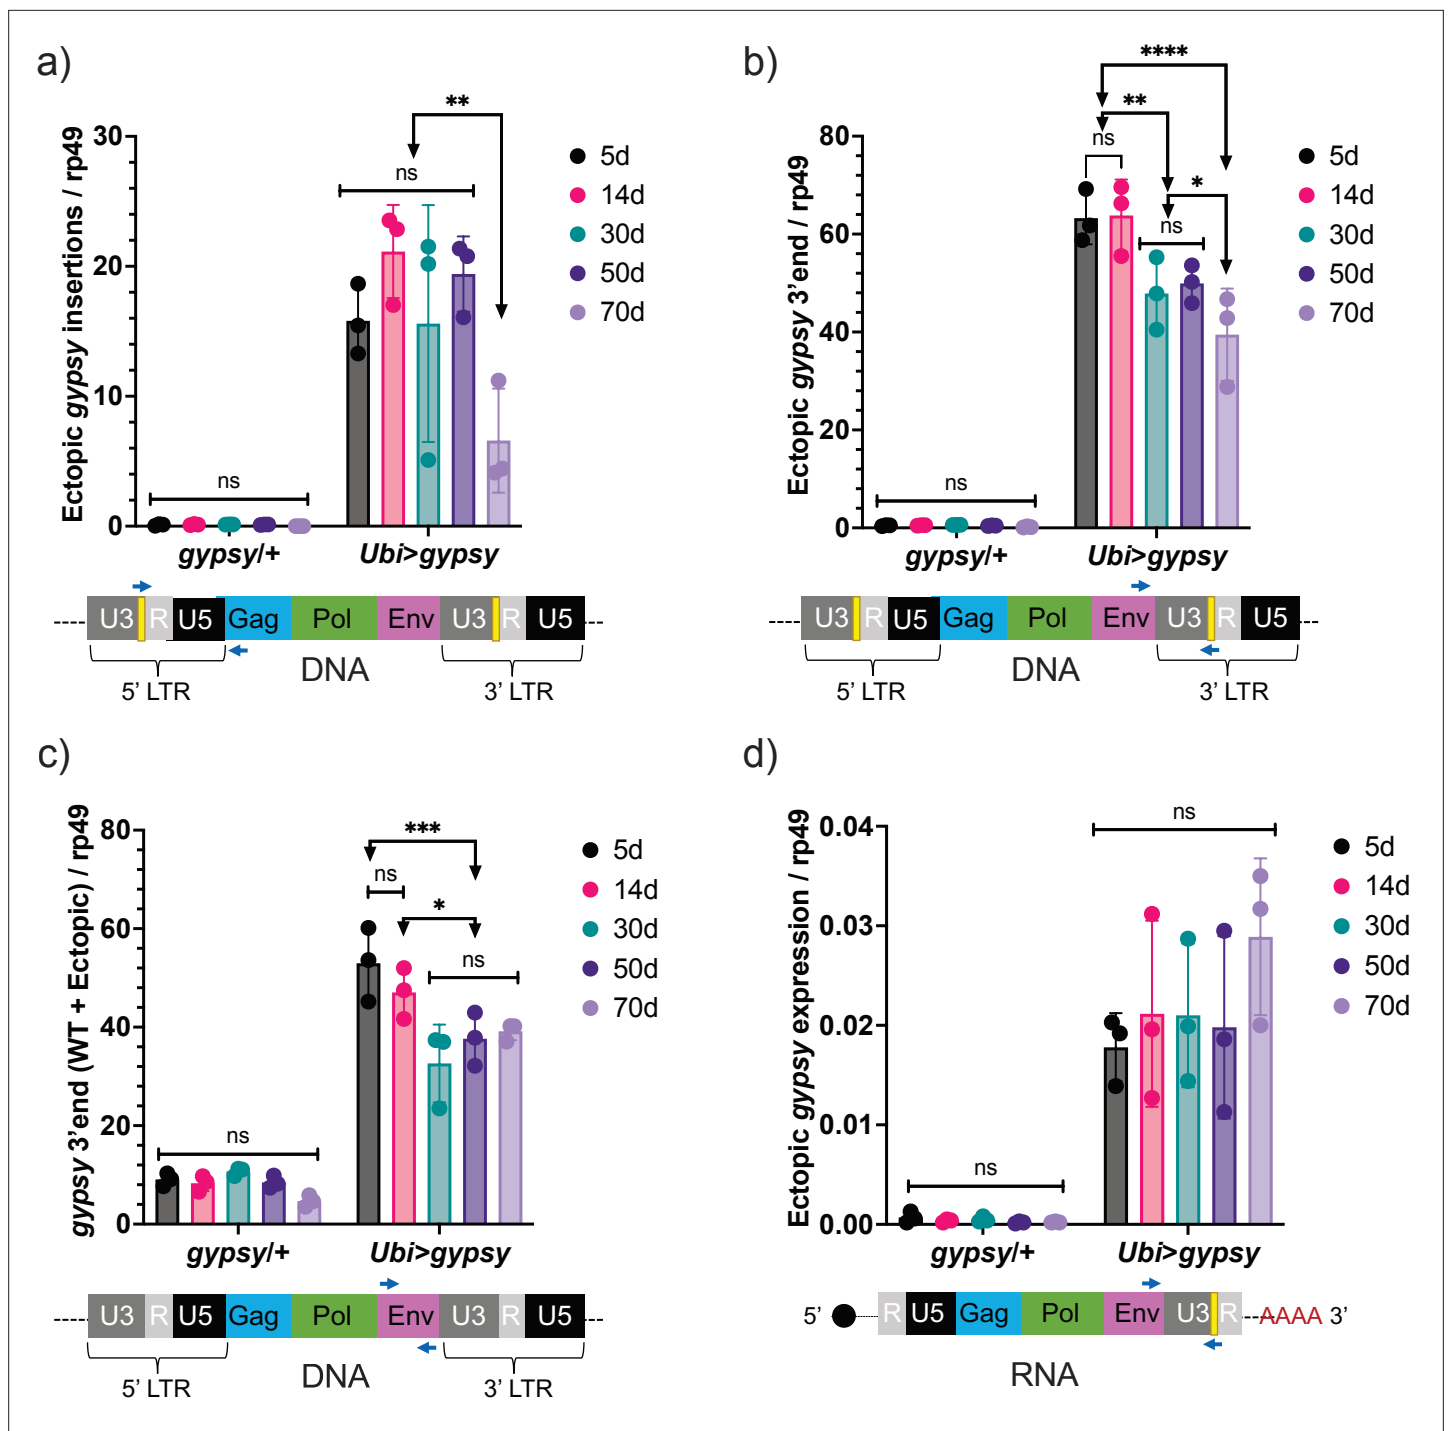 a)
Ectopic gypsy insertions / rp49
30
20
10
0
ns
ns
**
5d
14d
30d
50d
70d
gypsy/+
Ubi>gypsy
U3 R U5 Gag Pol Env U3 R U5
5’ LTR
DNA
3’ LTR
b)
Ectopic gypsy 3’end / rp49
80
60
40
20
0
ns
ns
ns
*
**
****
5d
14d
30d
50d
70d
gypsy/+
Ubi>gypsy
U3 R U5 Gag Pol Env U3 R U5
5’ LTR
DNA
3’ LTR
c)
gypsy 3’end (WT + Ectopic) / rp49
80
60
40
20
0
ns
***
ns
*
ns
5d
14d
30d
50d
70d
gypsy/+
Ubi>gypsy
U3 R U5 Gag Pol Env U3 R U5
5’ LTR
DNA
3’ LTR
d)
Ectopic gypsy expression / rp49
0.04
0.03
0.02
0.01
0.00
ns
ns
5d
14d
30d
50d
70d
gypsy/+
Ubi>gypsy
5’ R U5 Gag Pol Env U3 R AAAA 3’
RNA